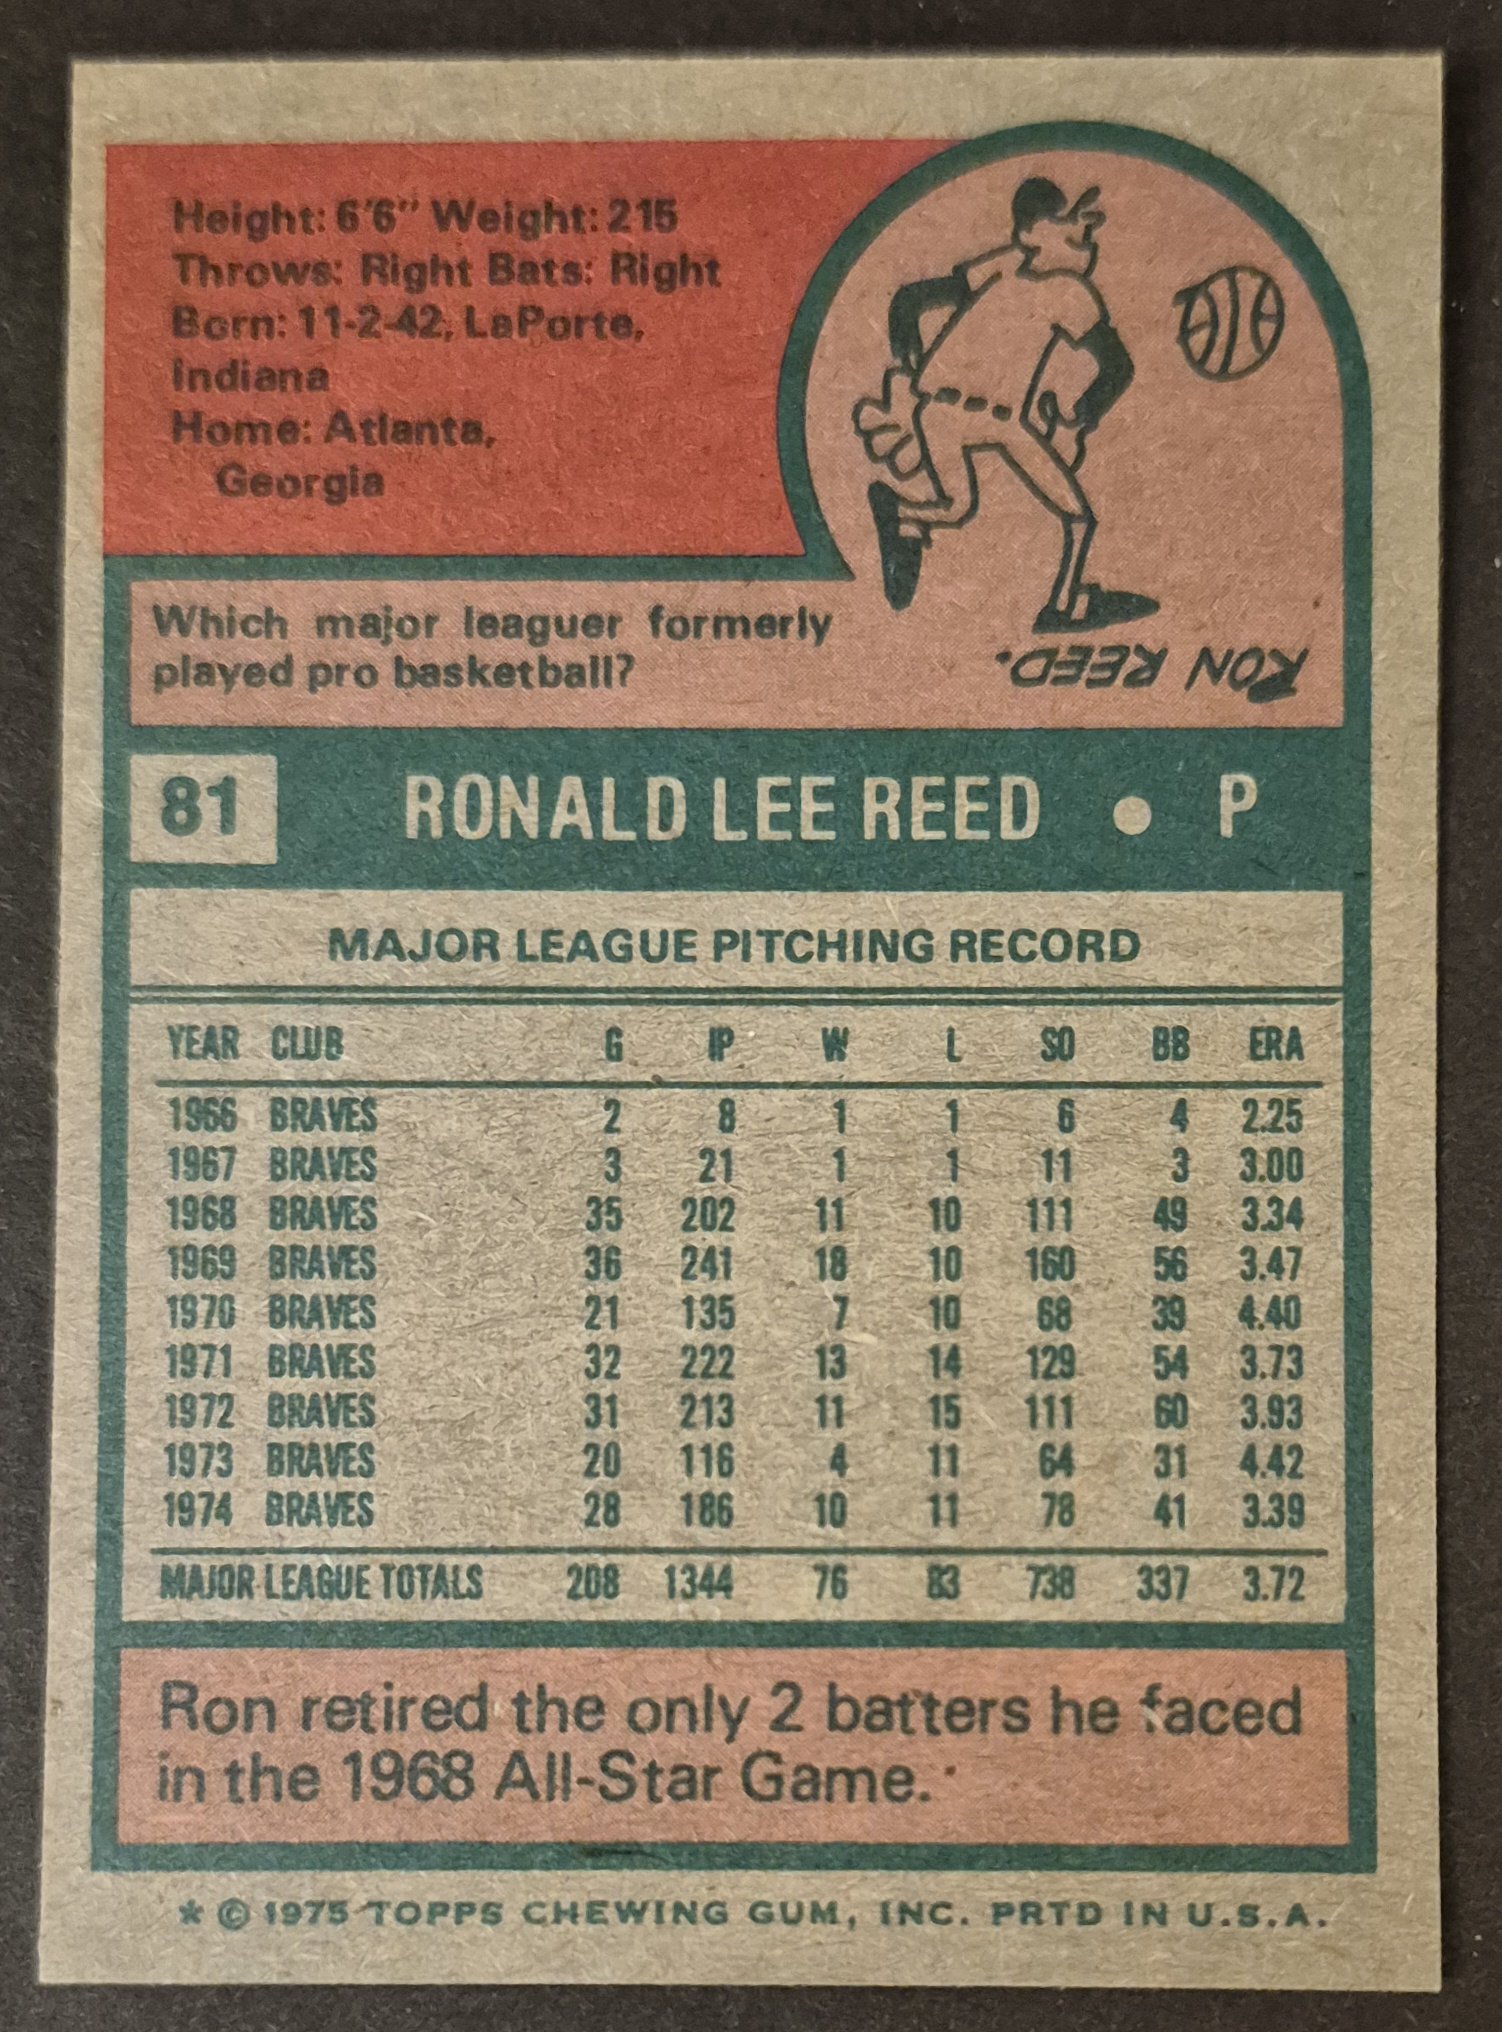 Height: 6'6" Weight: 215
Throws: Right Bats: Right
Born: 11-2-42, LaPorte,
Indiana
Home: Atlanta,
Georgia
Which major leaguer formerly
played pro basketball?
RON REED.
81 RONALD LEE REED • P
MAJOR LEAGUE PITCHING RECORD
YEAR CLUB G IP W L SO BB ERA
1966 BRAVES 2 8 1 1 6 4 2.25
1967 BRAVES 3 21 1 1 11 3 3.00
1968 BRAVES 35 202 11 10 111 49 3.34
1969 BRAVES 36 241 18 10 160 56 3.47
1970 BRAVES 21 135 7 10 68 39 4.40
1971 BRAVES 32 222 13 14 129 54 3.73
1972 BRAVES 31 213 11 15 111 60 3.93
1973 BRAVES 20 116 4 11 64 31 4.42
1974 BRAVES 28 186 10 11 78 41 3.39
MAJOR LEAGUE TOTALS 208 1344 76 83 738 337 3.72
Ron retired the only 2 batters he faced
in the 1968 All-Star Game.
* © 1975 TOPPS CHEWING GUM, INC. PRTD IN U.S.A.